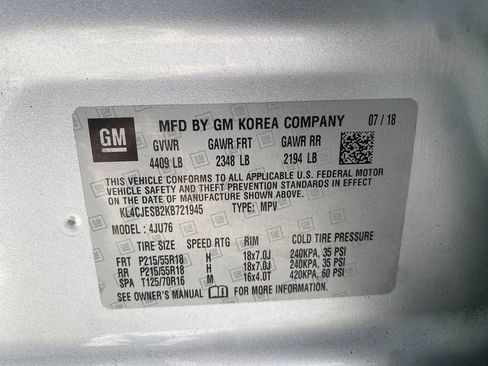 GM
MFD BY GM KOREA COMPANY 07 / 18
GVWR GAWR FRT GAWR RR
4409 LB 2348 LB 2194 LB
THIS VEHICLE CONFORMS TO ALL APPLICABLE U.S. FEDERAL MOTOR
VEHICLE SAFETY AND THEFT PREVENTION STANDARDS IN EFFECT
ON THE DATE OF MANUFACTURE SHOWN ABOVE.
KL4CJESB2KB721945 TYPE: MPV
MODEL : 4JU76
TIRE SIZE SPEED RTG RIM COLD TIRE PRESSURE
FRT P215/55R18 H 18x7.0J 240KPA, 35 PSI
RR P215/55R18 H 18x7.0J 240KPA, 35 PSI
SPA T125/70R16 M 16x4.0T 420KPA, 60 PSI
SEE OWNER'S MANUAL FOR MORE INFORMATION